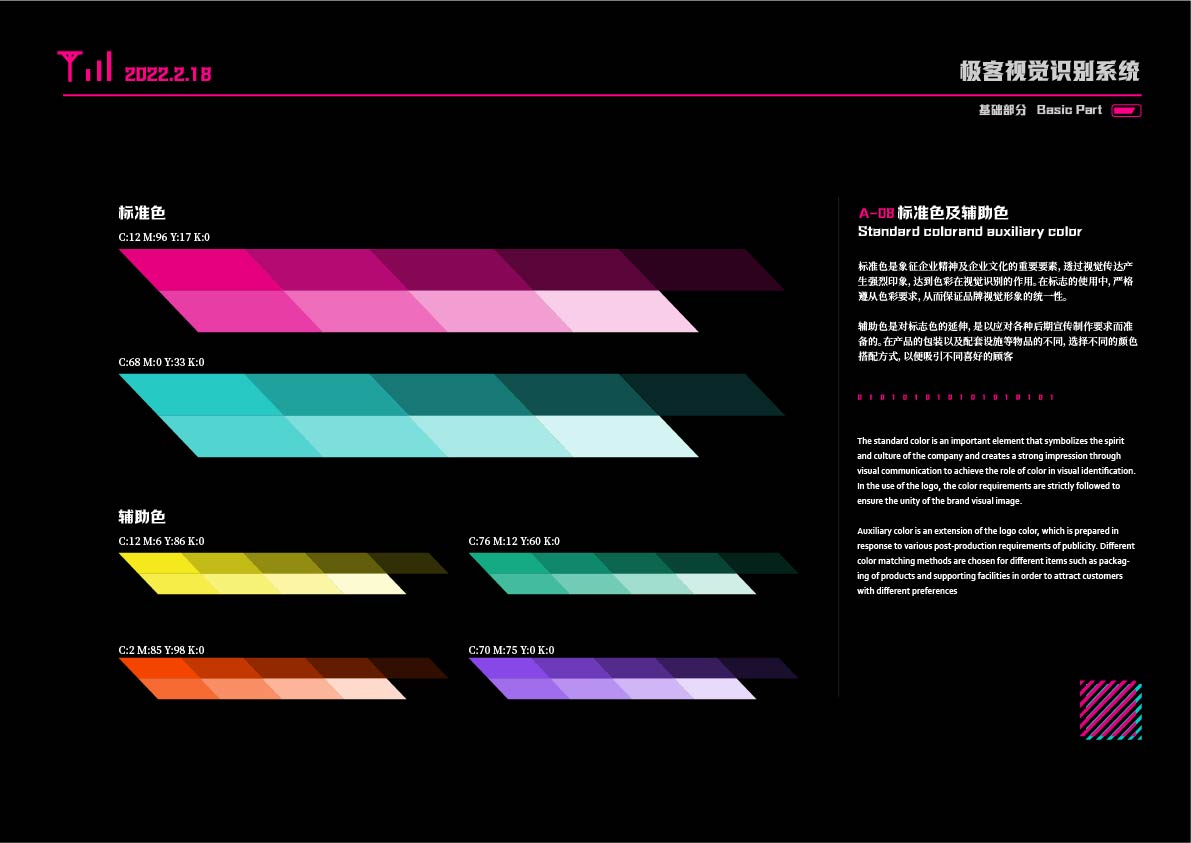 2022.2.18
极客视觉识别系统
基础部分 Basic Part
标准色
C:12 M:96 Y:17 K:0
C:68 M:0 Y:33 K:0
辅助色
C:12 M:6 Y:86 K:0
C:76 M:12 Y:60 K:0
C:2 M:85 Y:98 K:0
C:70 M:75 Y:0 K:0
A-08 标准色及辅助色
Standard colorand auxiliary color
标准色是象征企业精神及企业文化的重要要素, 透过视觉传达产
生强烈印象, 达到色彩在视觉识别的作用。在标志的使用中, 严格
遵从色彩要求, 从而保证品牌视觉形象的统一性。
辅助色是对标志色的延伸, 是以应对各种后期宣传制作要求而准
备的。在产品的包装以及配套设施等物品的不同, 选择不同的颜色
搭配方式, 以便吸引不同喜好的顾客
0 1 0 1 0 1 0 1 0 1 0 1 0 1 0 1 0 1
The standard color is an important element that symbolizes the spirit
and culture of the company and creates a strong impression through
visual communication to achieve the role of color in visual identification.
In the use of the logo, the color requirements are strictly followed to
ensure the unity of the brand visual image.
Auxiliary color is an extension of the logo color, which is prepared in
response to various post-production requirements of publicity. Different
color matching methods are chosen for different items such as packag-
ing of products and supporting facilities in order to attract customers
with different preferences